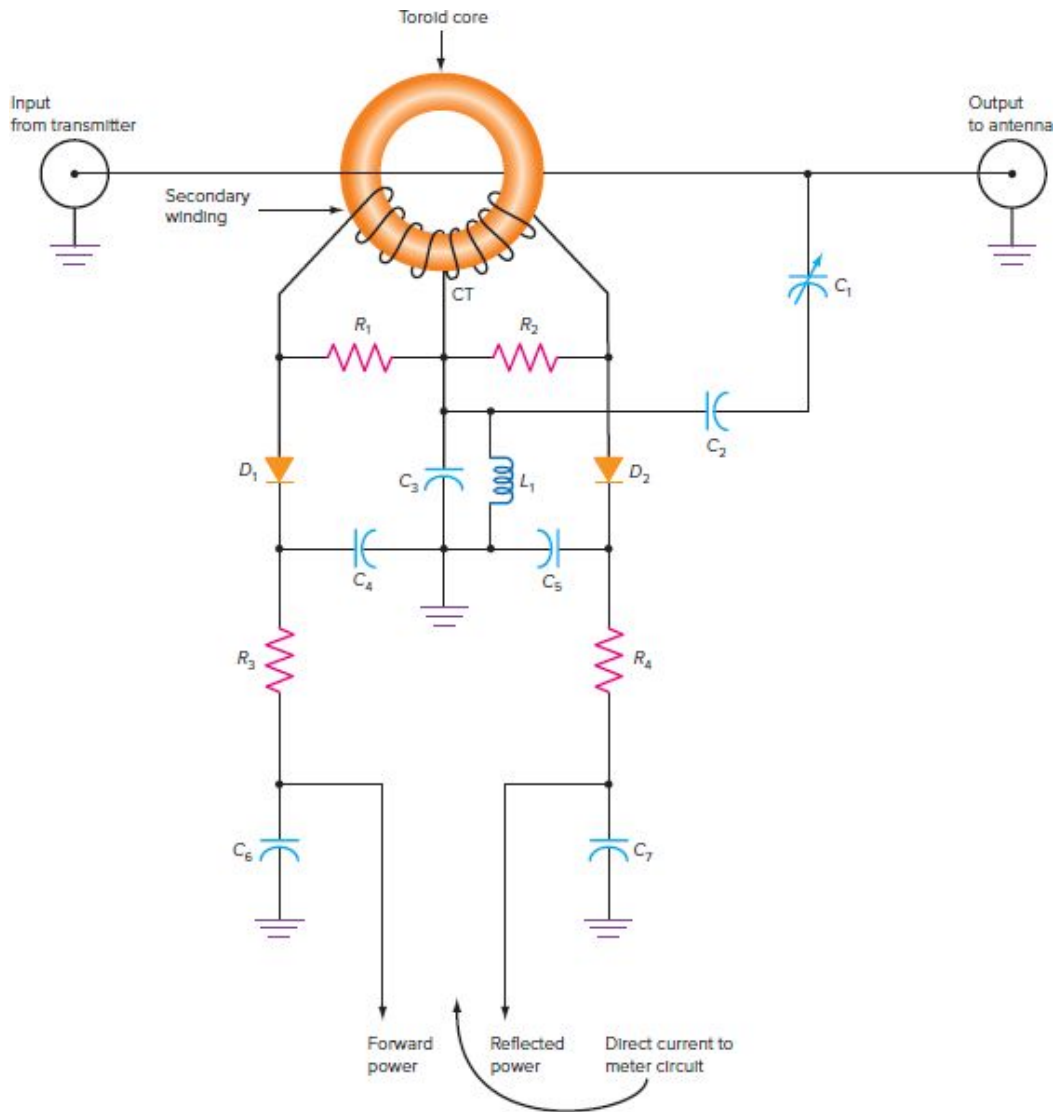 Toroid core
Input
from transmitter
Output
to antenna
Secondary
winding
CT
C₁
R₁
R₂
C₂
D₁
C₃
L₁
D₂
C₄
C₅
R₃
R₄
C₆
C₇
Forward
power
Reflected
power
Direct current to
meter circuit